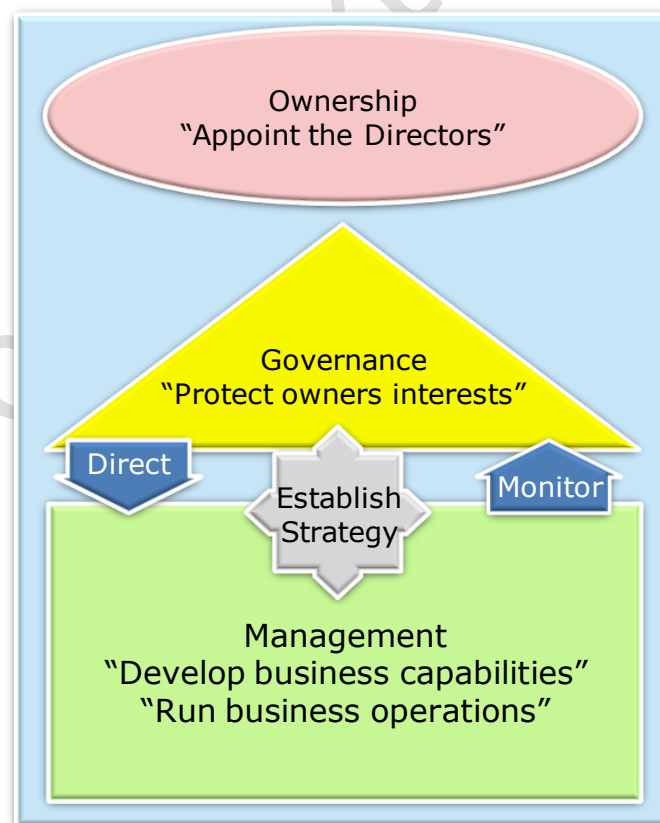 Ownership
“Appoint the Directors”
Governance
“Protect owners interests”
Direct
Establish
Strategy
Monitor
Management
“Develop business capabilities”
“Run business operations”